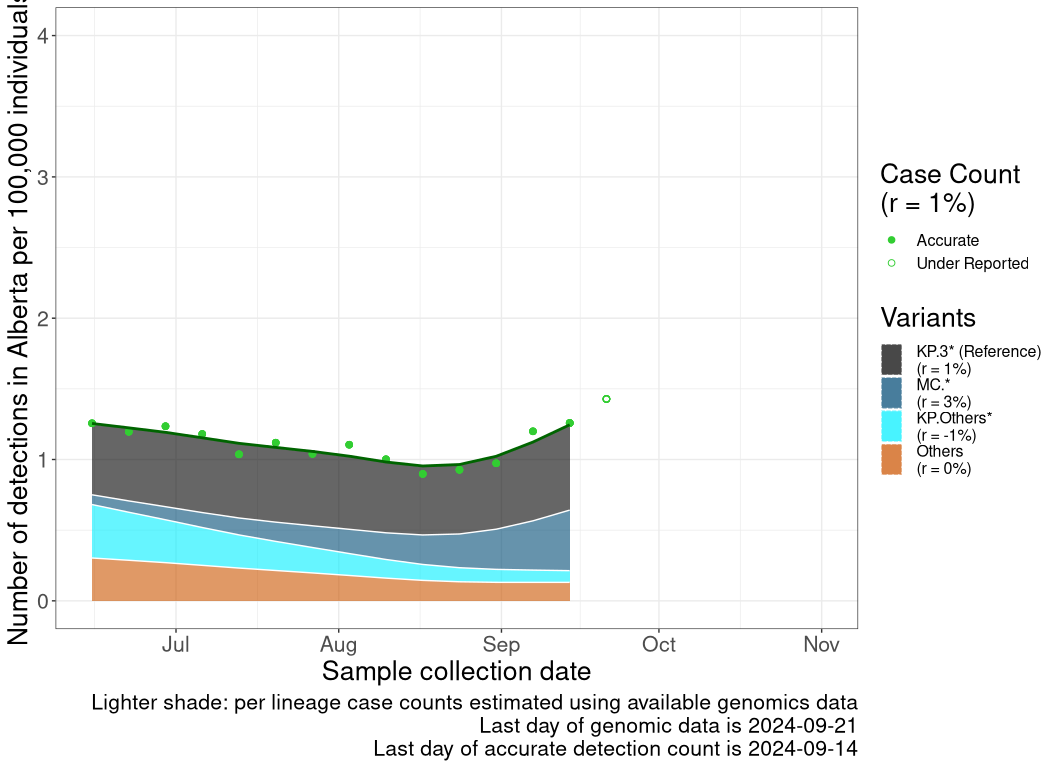 Number of detections in Alberta per 100,000 individuals
4
3
2
1
0
Jul
Aug
Sep
Oct
Nov
Sample collection date
Lighter shade: per lineage case counts estimated using available genomics data
Last day of genomic data is 2024-09-21
Last day of accurate detection count is 2024-09-14
Case Count
(r = 1%)
Accurate
Under Reported
Variants
KP.3* (Reference)
(r = 1%)
MC.*
(r = 3%)
KP.Others*
(r = -1%)
Others
(r = 0%)